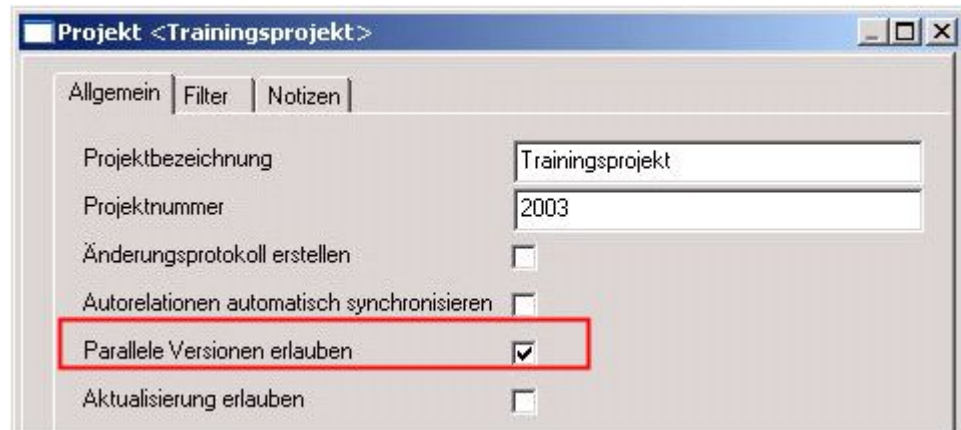 Projekt <Trainingsprojekt>
Allgemein Filter Notizen
Projektbezeichnung Trainingsprojekt
Projektnummer 2003
Änderungsprotokoll erstellen
Autorelationen automatisch synchronisieren
Parallele Versionen erlauben
Aktualisierung erlauben